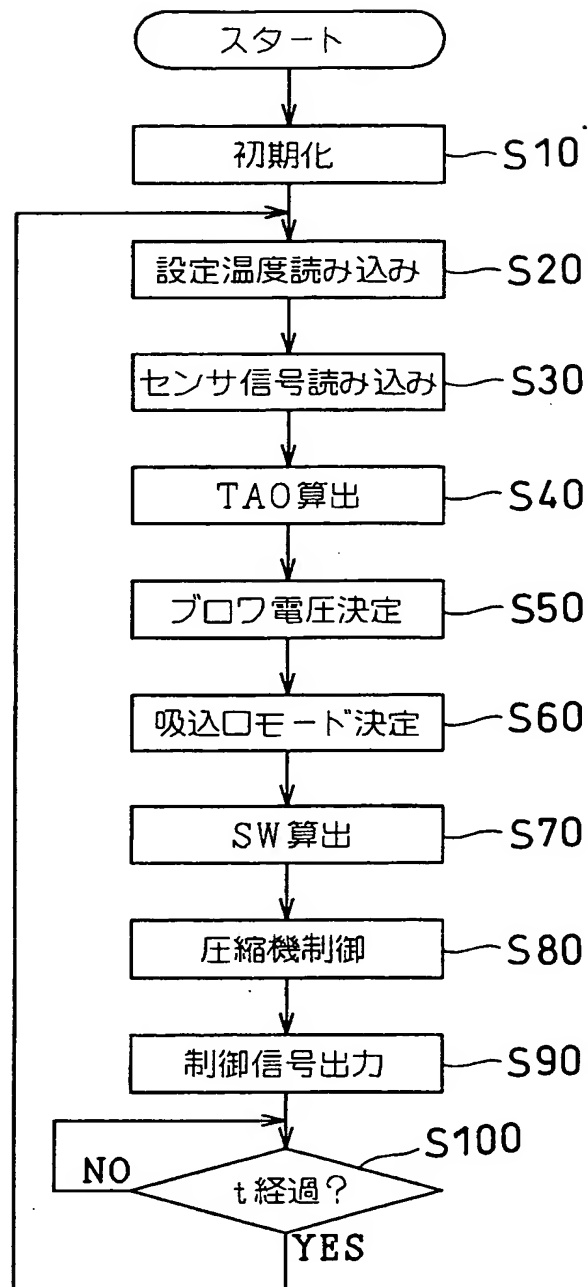 スタート
初期化 S10
設定温度読み込み S20
センサ信号読み込み S30
TAO算出 S40
ブロワ電圧決定 S50
吸込口モード決定 S60
SW算出 S70
圧縮機制御 S80
制御信号出力 S90
S100
NO
t経過?
YES